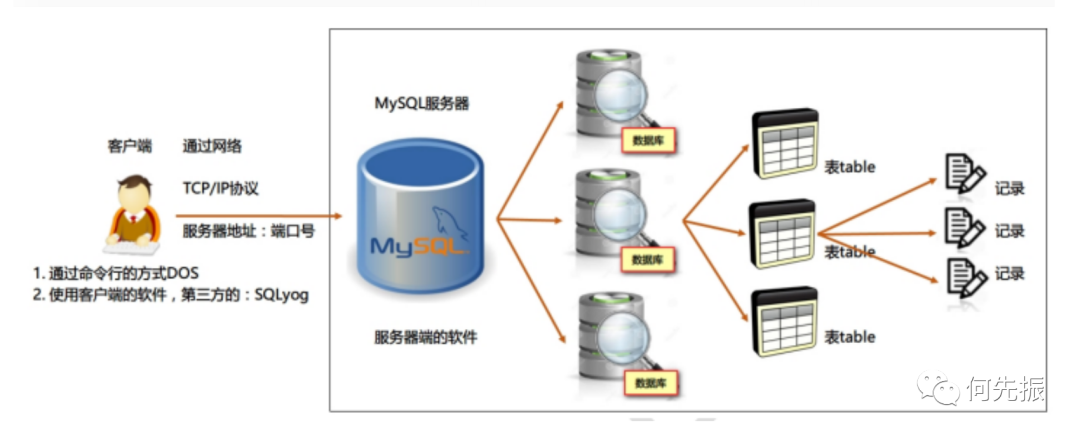 客户端
通过网络
TCP/IP协议
服务器地址：端口号
1. 通过命令行的方式DOS
2. 使用客户端的软件，第三方的：SQLyog
MySQL服务器
MySQL
服务器端的软件
数据库
数据库
数据库
表table
表table
表table
记录
记录
记录
何先振